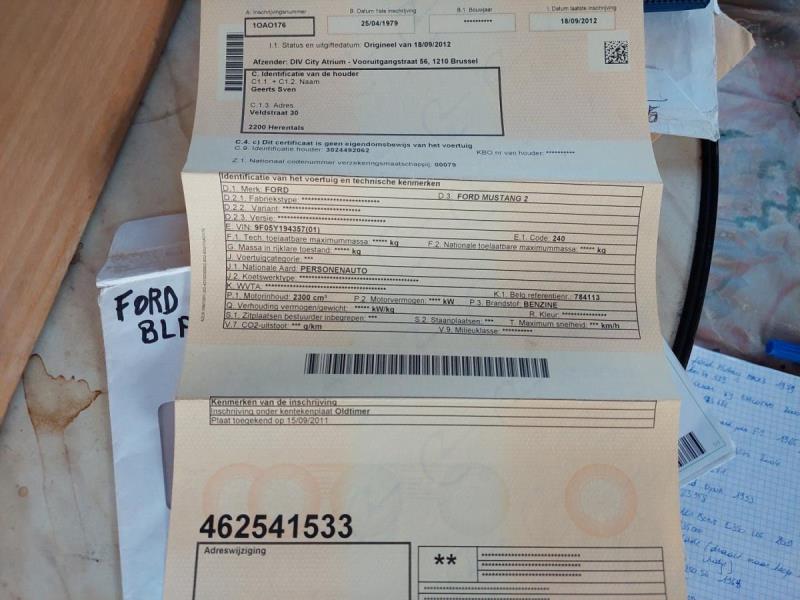 A. Inschrijvingsnummer
1OAO176
B. Datum 1ste inschrijving
25/04/1979
B.1. Bouwjaar
**********
I. Datum laatste inschrijving
18/09/2012
I.1. Status en uitgiftedatum: Origineel van 18/09/2012
Afzender: DIV City Atrium - Vooruitgangstraat 56, 1210 Brussel
C. Identificatie van de houder
C1.1. + C1.2. Naam
Geerts Sven
C.1.3. Adres
Veldstraat 30
2200 Herentals
C.4. c) Dit certificaat is geen eigendomsbewijs van het voertuig
C.9. Identificatie houder: 3024492062
KBO nr van houder: **********
Z.1. Nationaal codenummer verzekeringsmaatschappij: 00079
Identificatie van het voertuig en technische kenmerken
D.1. Merk: FORD
D.3. FORD MUSTANG 2
D.2.1. Fabriekstype: ************************
D.2.2. Variant: ************************
D.2.3. Versie: ************************
E. VIN: 9F05Y194357(01)
E.1. Code: 240
F.1. Tech. toelaatbare maximummassa: ***** kg
F.2. Nationale toelaatbare maximummassa: ***** kg
G. Massa in rijklare toestand: ***** kg
J. Voertuigcategorie: ***
J.1. Nationale Aard: PERSONENAUTO
J.2. Koetswerktype: ************************
K. WVTA: ************************
K.1. Belg.referentienr.: 784113
P.1. Motorinhoud: 2300 cm³
P.2. Motorvermogen: **** kW
P.3. Brandstof: BENZINE
Q. Verhouding vermogen/gewicht: ***** kW/kg
R. Kleur: **************
S.1. Zitplaatsen bestuurder inbegrepen: ***
S.2. Staanplaatsen: ***
T. Maximum snelheid: *** km/h
V.7. CO2-uitstoot: *** g/km
V.9. Milieuklasse: **********
Kenmerken van de inschrijving
Inschrijving onder kentekenplaat Oldtimer
Plaat toegekend op 15/09/2011
462541533
Adreswijziging
**
FORD